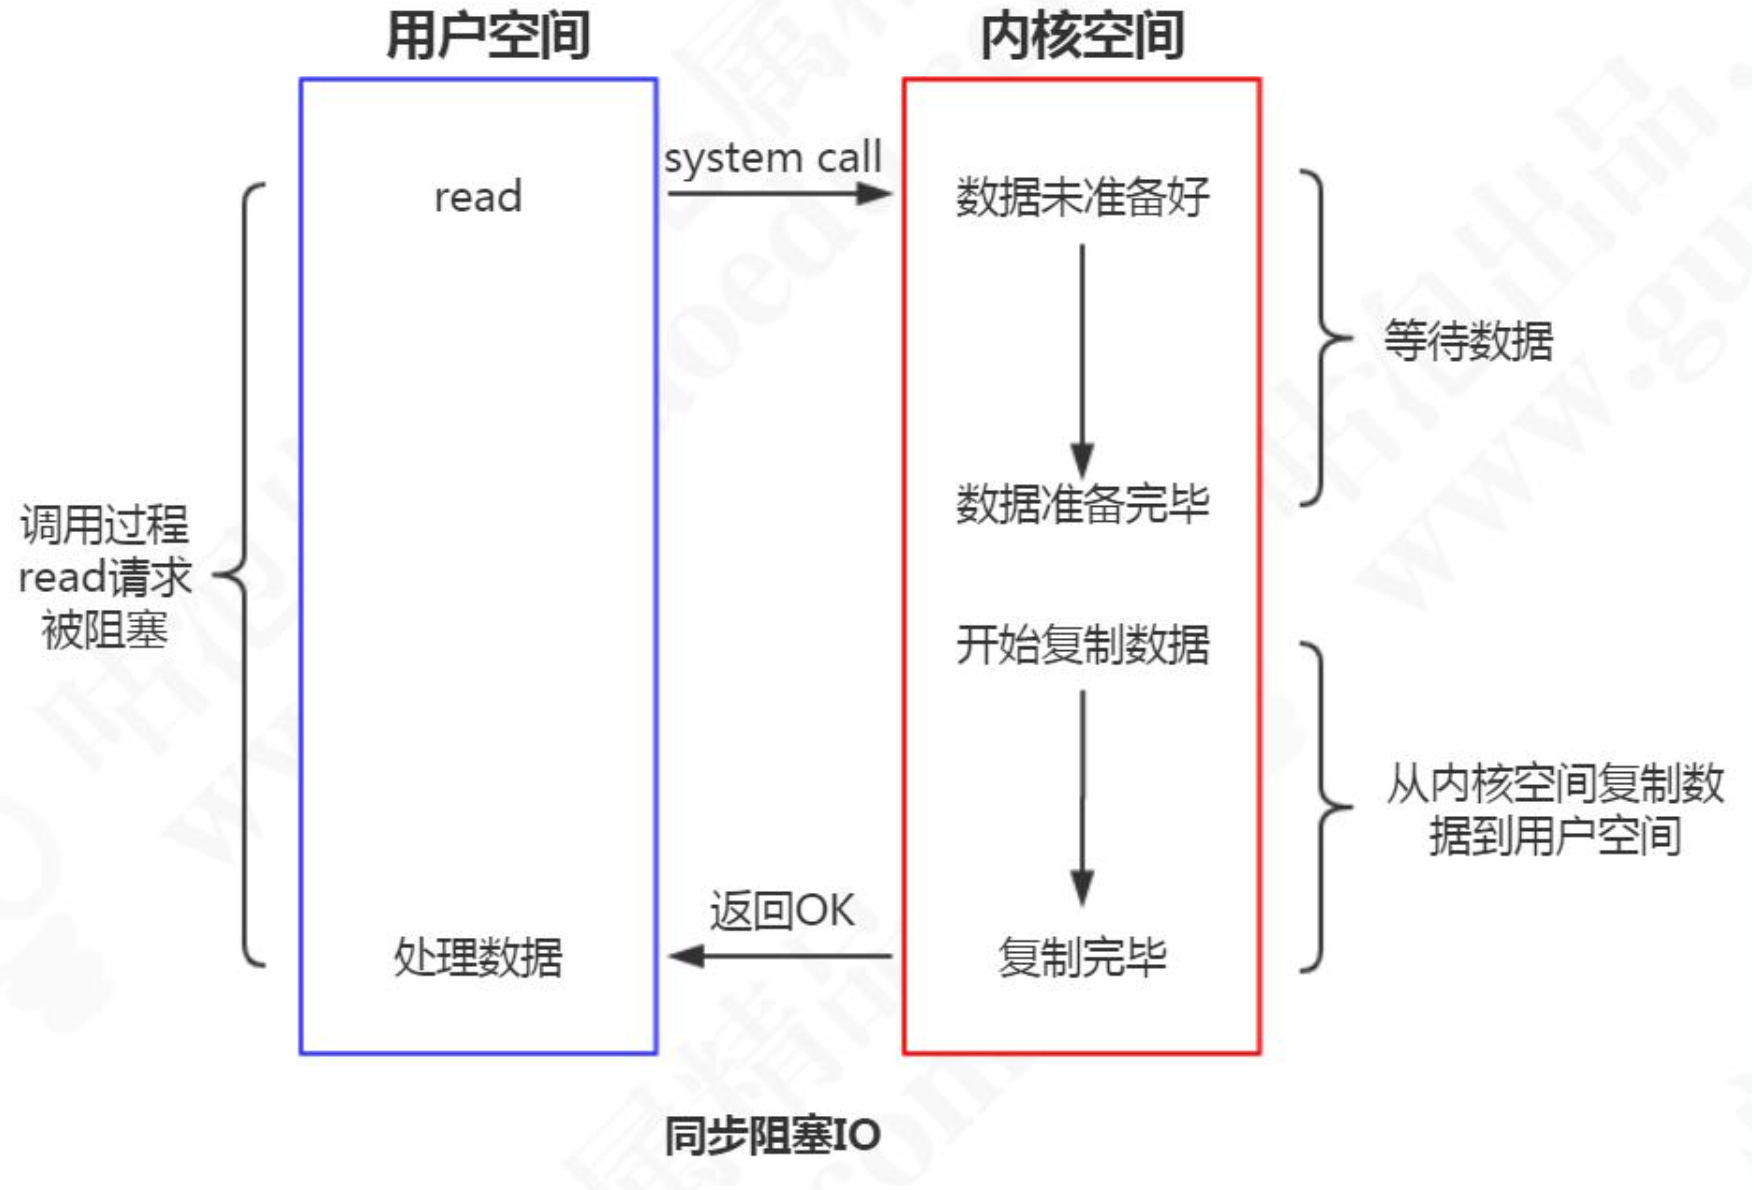 用户空间
内核空间
system call
read
数据未准备好
等待数据
数据准备完毕
调用过程
read请求
被阻塞
开始复制数据
从内核空间复制数
据到用户空间
返回OK
处理数据
复制完毕
同步阻塞IO